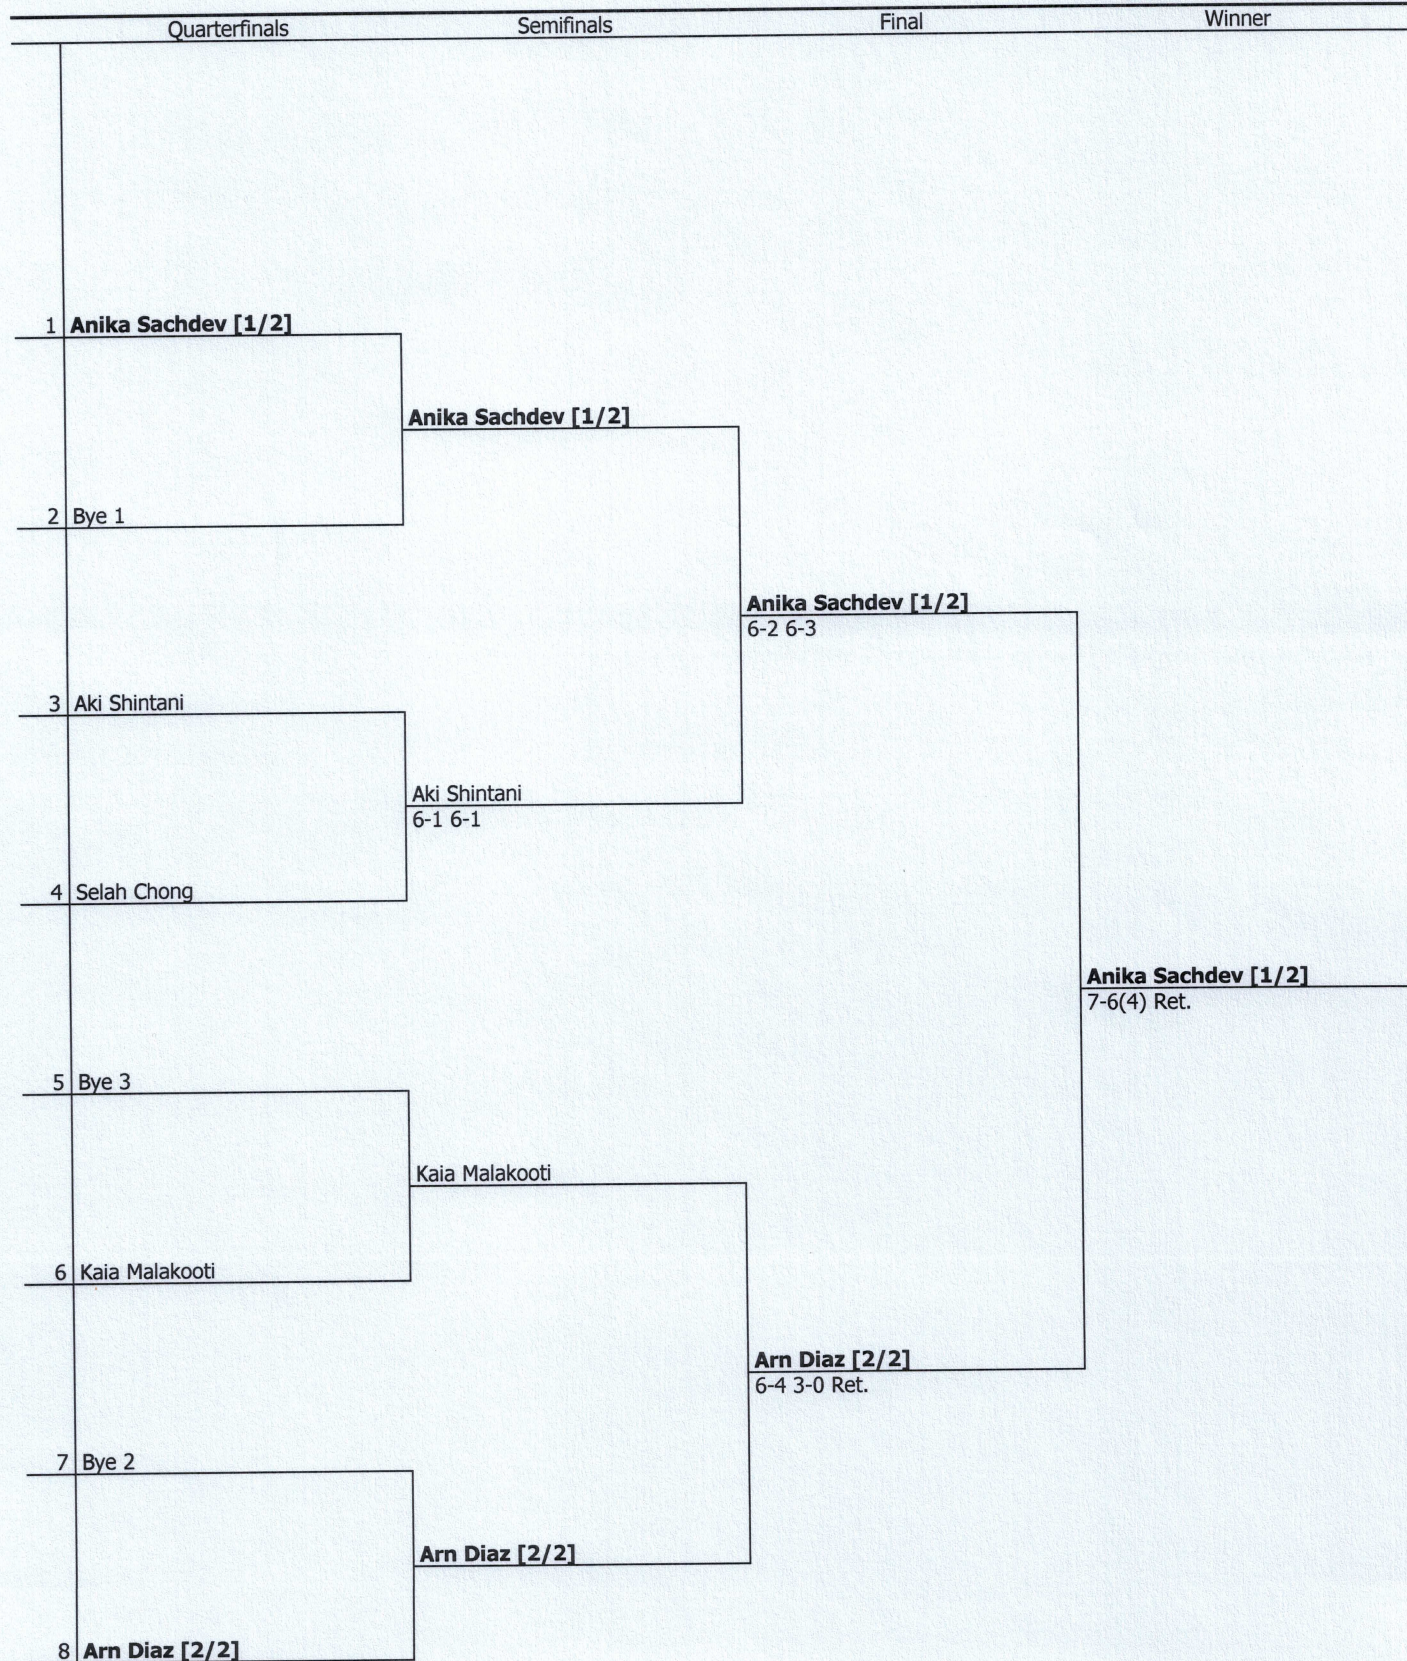 Quarterfinals Semifinals Final Winner
1 Anika Sachdev [1/2]
Anika Sachdev [1/2]
2 Bye 1
Anika Sachdev [1/2]
6-2 6-3
3 Aki Shintani
Aki Shintani
6-1 6-1
4 Selah Chong
Anika Sachdev [1/2]
7-6(4) Ret.
5 Bye 3
Kaia Malakooti
6 Kaia Malakooti
Arn Diaz [2/2]
6-4 3-0 Ret.
7 Bye 2
Arn Diaz [2/2]
8 Arn Diaz [2/2]